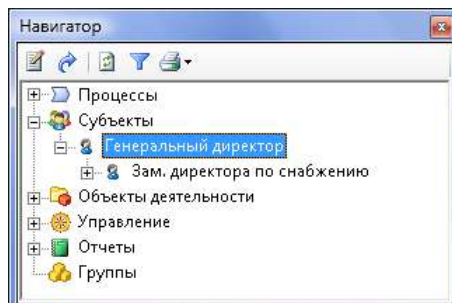 Навигатор
Процессы
Субъекты
Генеральный директор
Зам. директора по снабжению
Объекты деятельности
Управление
Отчеты
Группы